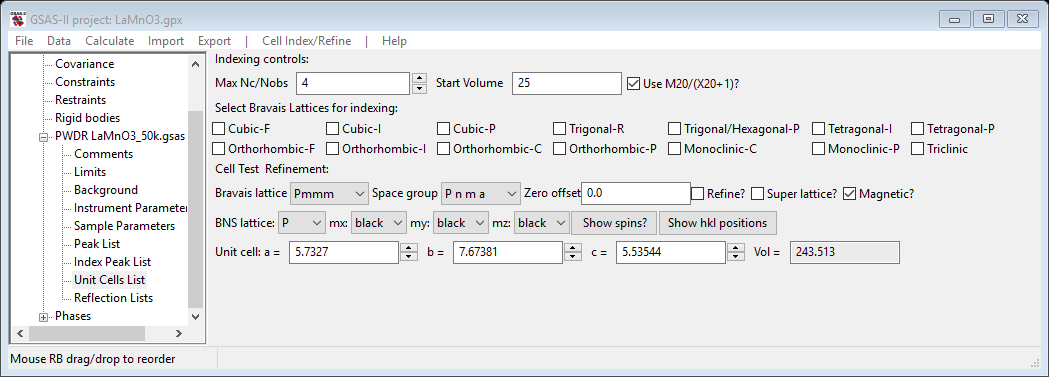 GSAS-II project: LaMnO3.gpx
File Data Calculate Import Export | Cell Index/Refine | Help
Covariance
Constraints
Restraints
Rigid bodies
PWDR LaMnO3_50k.gsas
Comments
Limits
Background
Instrument Parameter
Sample Parameters
Peak List
Index Peak List
Unit Cells List
Reflection Lists
Phases
Indexing controls:
Max Nc/Nobs 4 Start Volume 25 Use M20/(X20+1)?
Select Bravais Lattices for indexing:
Cubic-F Cubic-I Cubic-P Trigonal-R Trigonal/Hexagonal-P Tetragonal-I Tetragonal-P
Orthorhombic-F Orthorhombic-I Orthorhombic-C Orthorhombic-P Monoclinic-C Monoclinic-P Triclinic
Cell Test Refinement:
Bravais lattice Pmmm Space group P n m a Zero offset 0.0 Refine? Super lattice? Magnetic?
BNS lattice: P mx: black my: black mz: black Show spins? Show hkl positions
Unit cell: a = 5.7327 b = 7.67381 c = 5.53544 Vol = 243.513
Mouse RB drag/drop to reorder